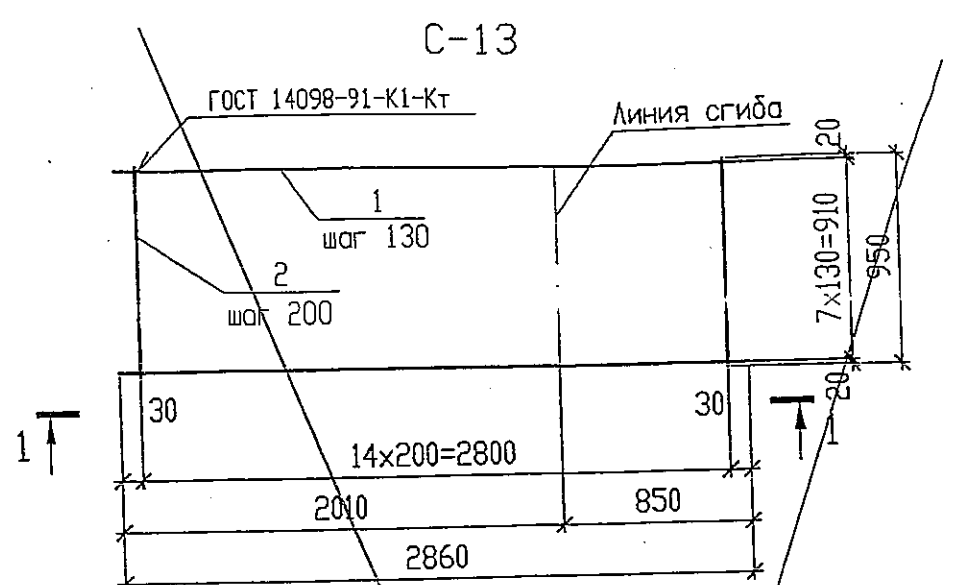 С-13
ГОСТ 14098-91-К1-Кт
Линия сгиба
20
1
шаг 130
7х130=910
950
2
шаг 200
20
30
30
1
1
14х200=2800
2010
850
2860